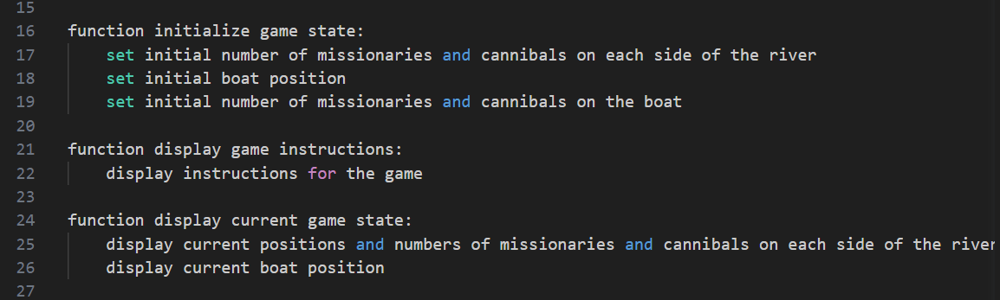 15
16 function initialize game state:
17 set initial number of missionaries and cannibals on each side of the river
18 set initial boat position
19 set initial number of missionaries and cannibals on the boat
20
21 function display game instructions:
22 display instructions for the game
23
24 function display current game state:
25 display current positions and numbers of missionaries and cannibals on each side of the river
26 display current boat position
27